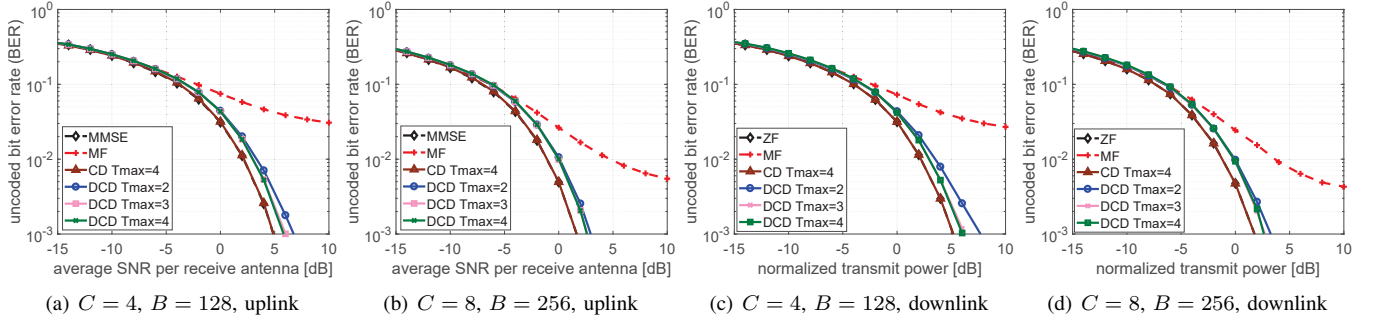 uncoded bit error rate (BER)
10^-1
10^-2
10^-3
MMSE
MF
CD Tmax=4
DCD Tmax=2
DCD Tmax=3
DCD Tmax=4
-15 -10 -5 0 5 10
average SNR per receive antenna [dB]
(a) C = 4, B = 128, uplink
uncoded bit error rate (BER)
10^-1
10^-2
10^-3
MMSE
MF
CD Tmax=4
DCD Tmax=2
DCD Tmax=3
DCD Tmax=4
-15 -10 -5 0 5 10
average SNR per receive antenna [dB]
(b) C = 8, B = 256, uplink
uncoded bit error rate (BER)
10^-1
10^-2
10^-3
ZF
MF
CD Tmax=4
DCD Tmax=2
DCD Tmax=3
DCD Tmax=4
-15 -10 -5 0 5 10
normalized transmit power [dB]
(c) C = 4, B = 128, downlink
uncoded bit error rate (BER)
10^-1
10^-2
10^-3
ZF
MF
CD Tmax=4
DCD Tmax=2
DCD Tmax=3
DCD Tmax=4
-15 -10 -5 0 5 10
normalized transmit power [dB]
(d) C = 8, B = 256, downlink